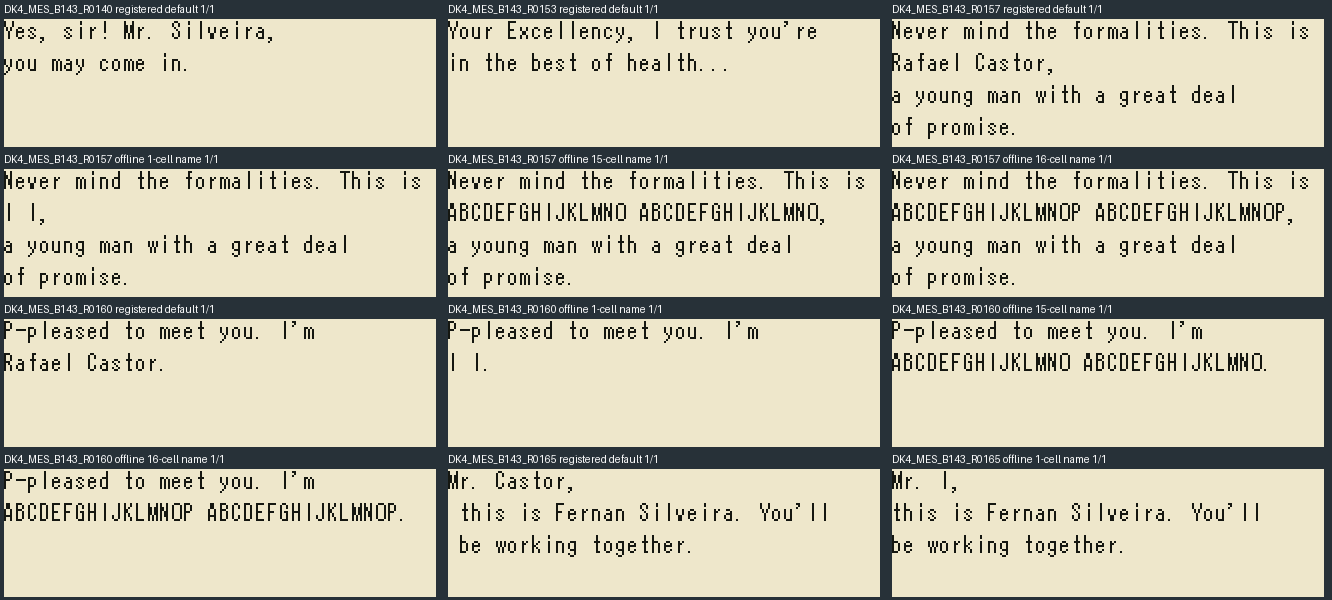 DK4_MES_B143_R0140 registered default 1/1
Yes, sir! Mr. Silveira,
you may come in.
DK4_MES_B143_R0153 registered default 1/1
Your Excellency, I trust you're
in the best of health...
DK4_MES_B143_R0157 registered default 1/1
Never mind the formalities. This is
Rafael Castor,
a young man with a great deal
of promise.
DK4_MES_B143_R0157 offline 1-cell name 1/1
Never mind the formalities. This is
I I,
a young man with a great deal
of promise.
DK4_MES_B143_R0157 offline 15-cell name 1/1
Never mind the formalities. This is
ABCDEFGHIJKLMNO ABCDEFGHIJKLMNO,
a young man with a great deal
of promise.
DK4_MES_B143_R0157 offline 16-cell name 1/1
Never mind the formalities. This is
ABCDEFGHIJKLMNOP ABCDEFGHIJKLMNOP,
a young man with a great deal
of promise.
DK4_MES_B143_R0160 registered default 1/1
P-pleased to meet you. I'm
Rafael Castor.
DK4_MES_B143_R0160 offline 1-cell name 1/1
P-pleased to meet you. I'm
I I.
DK4_MES_B143_R0160 offline 15-cell name 1/1
P-pleased to meet you. I'm
ABCDEFGHIJKLMNO ABCDEFGHIJKLMNO.
DK4_MES_B143_R0160 offline 16-cell name 1/1
P-pleased to meet you. I'm
ABCDEFGHIJKLMNOP ABCDEFGHIJKLMNOP.
DK4_MES_B143_R0165 registered default 1/1
Mr. Castor,
this is Fernan Silveira. You'll
be working together.
DK4_MES_B143_R0165 offline 1-cell name 1/1
Mr. I,
this is Fernan Silveira. You'll
be working together.